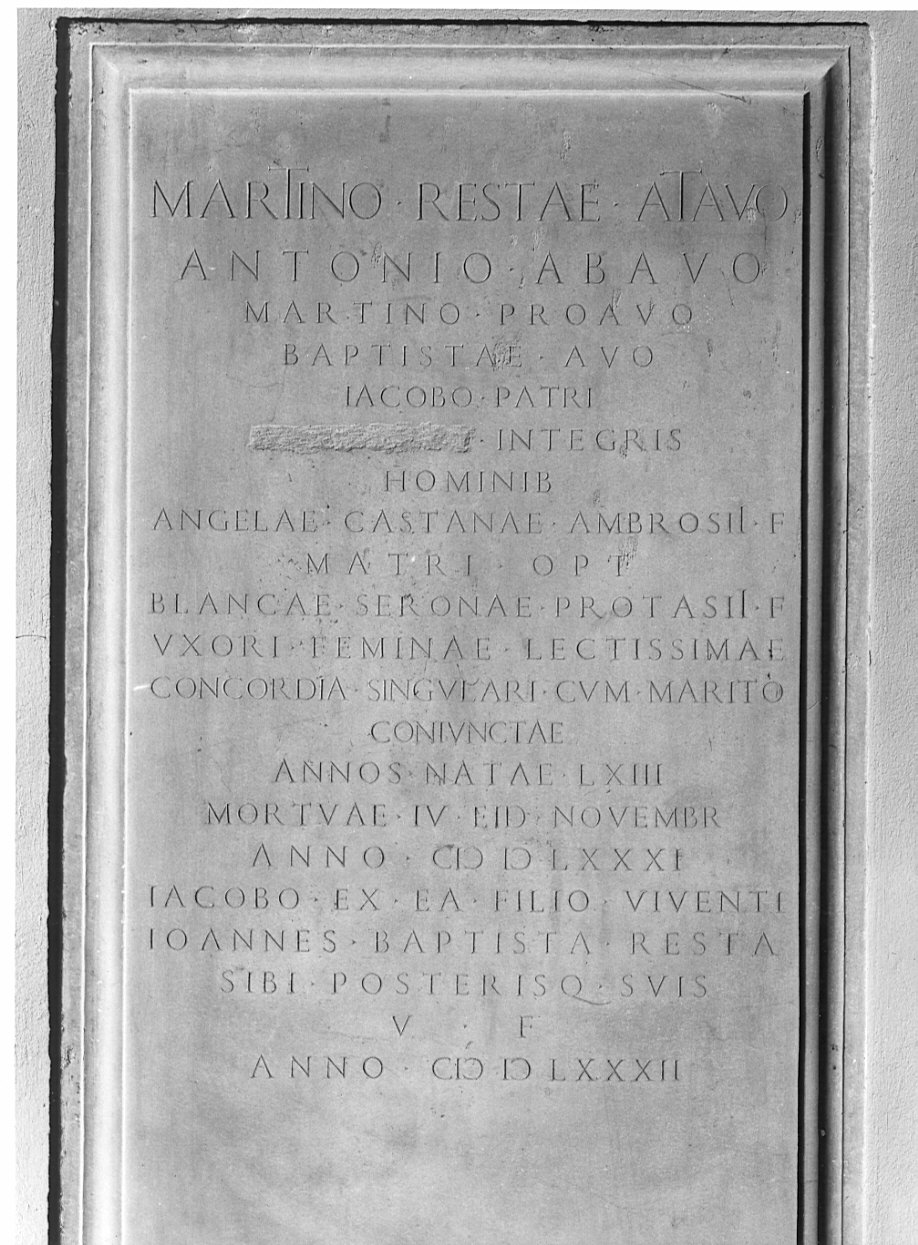 MARTINO · RESTAE · ATAVO
ANTONIO · ABAVO
MARTINO · PROAVO
BAPTISTAE · AVO
IACOBO · PATRI
· INTEGRIS
HOMINIB
ANGELAE · CASTANAE · AMBROSII · F
MATRI · OPT
BLANCAE · SERONAE · PROTASII · F
VXORI · FEMINAE · LECTISSIMAE
CONCORDIA · SINGVLARI · CVM · MARITO
CONIVNCTAE
ANNOS · NATAE · LXIII
MORTVAE · IV · EID · NOVEMBR
ANNO · CIƆ IƆ LXXXI
IACOBO · EX · EA · FILIO · VIVENTI
IOANNES · BAPTISTA · RESTA
SIBI · POSTERISQ · SVIS
V · F
ANNO · CIƆ IƆ LXXXII